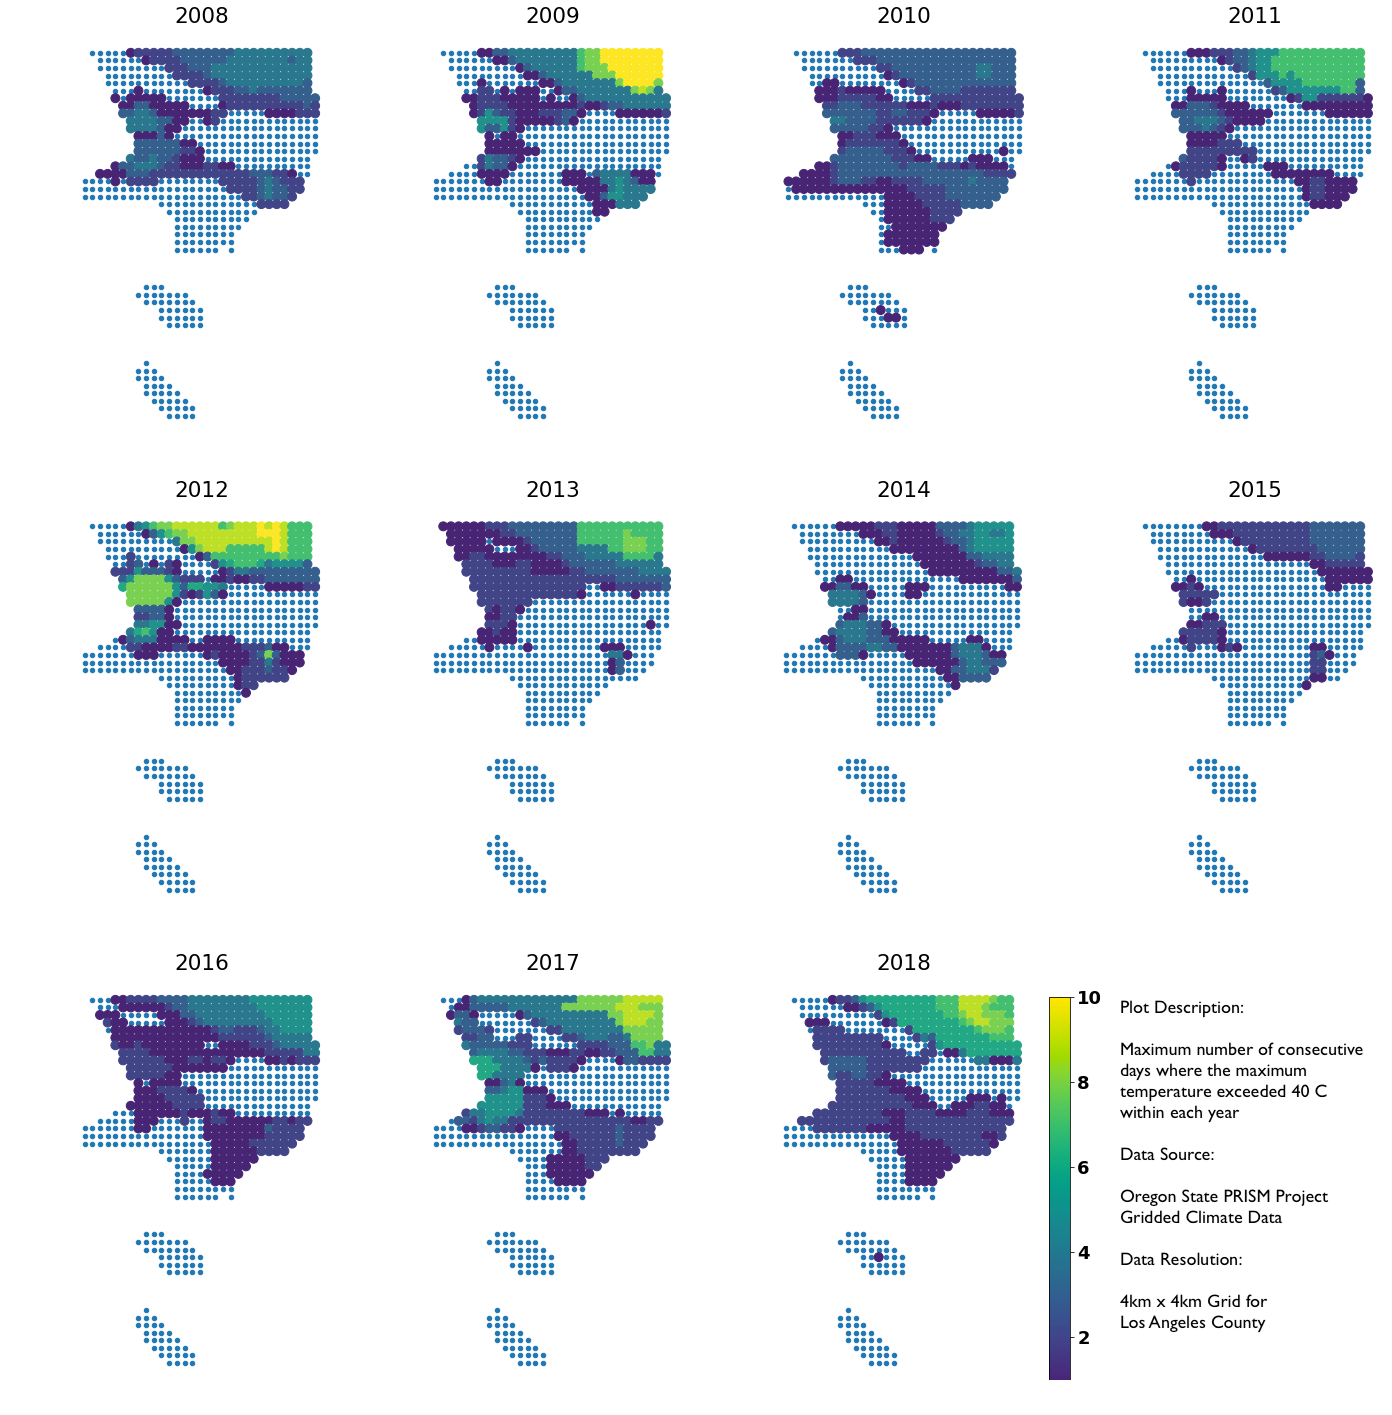 2008
2009
2010
2011
2012
2013
2014
2015
2016
2017
2018
10
8
6
4
2
Plot Description:
Maximum number of consecutive
days where the maximum
temperature exceeded 40 C
within each year
Data Source:
Oregon State PRISM Project
Gridded Climate Data
Data Resolution:
4km x 4km Grid for
Los Angeles County